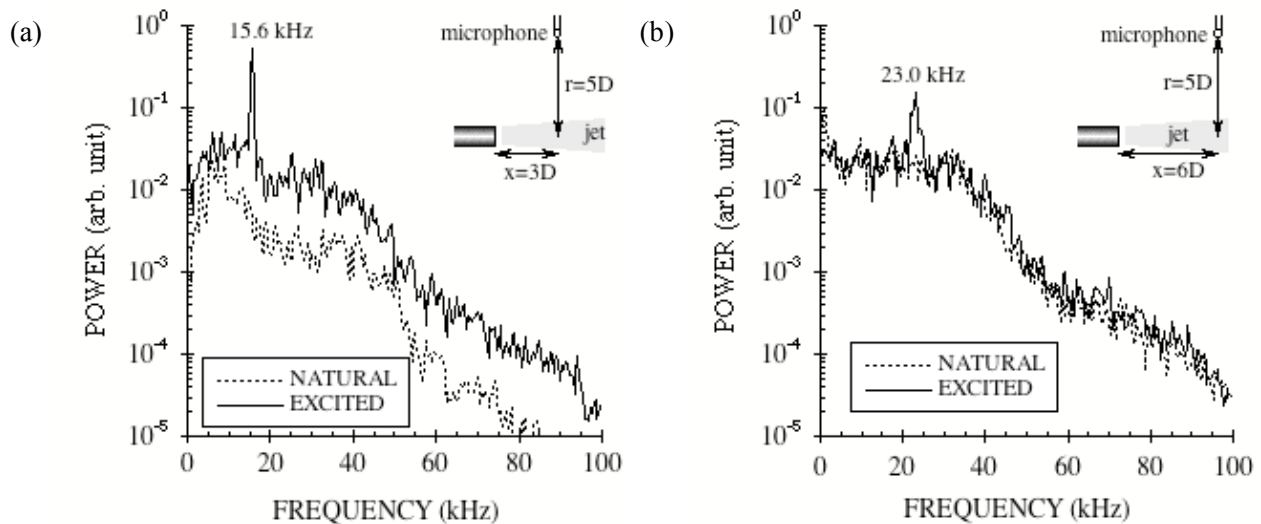 (a)
10^0
10^-1
10^-2
10^-3
10^-4
10^-5
POWER (arb. unit)
15.6 kHz
microphone
r=5D
jet
x=3D
NATURAL
EXCITED
0 20 40 60 80 100
FREQUENCY (kHz)
(b)
10^0
10^-1
10^-2
10^-3
10^-4
10^-5
POWER (arb. unit)
23.0 kHz
microphone
r=5D
jet
x=6D
NATURAL
EXCITED
0 20 40 60 80 100
FREQUENCY (kHz)